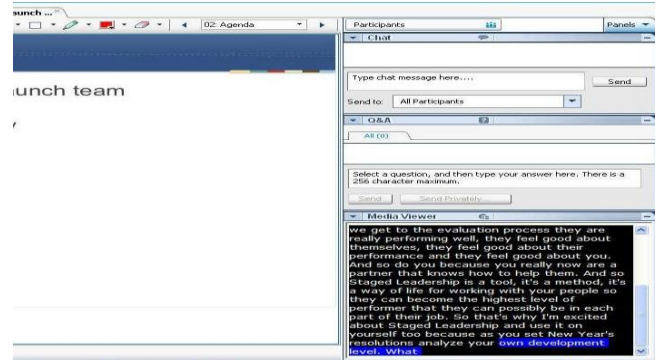 aunch ...
02: Agenda
unch team
y
Participants
Panels
Chat
Type chat message here....
Send
Send to:
All Participants
Q&A
All (0)
Select a question, and then type your answer here. There is a
256 character maximum.
Send
Send Privately
Media Viewer
we get to the evaluation process they are
really performing well, they feel good about
themselves, they feel good about their
performance and they feel good about you.
And so do you because you really now are a
partner that knows how to help them. And so
Staged Leadership is a tool, it's a method, it's
a way of life for working with your people so
they can become the highest level of
performer that they can possibly be in each
part of their job. So that's why I'm excited
about Staged Leadership and use it on
yourself too because as you set New Year's
resolutions analyze your own development
level. What